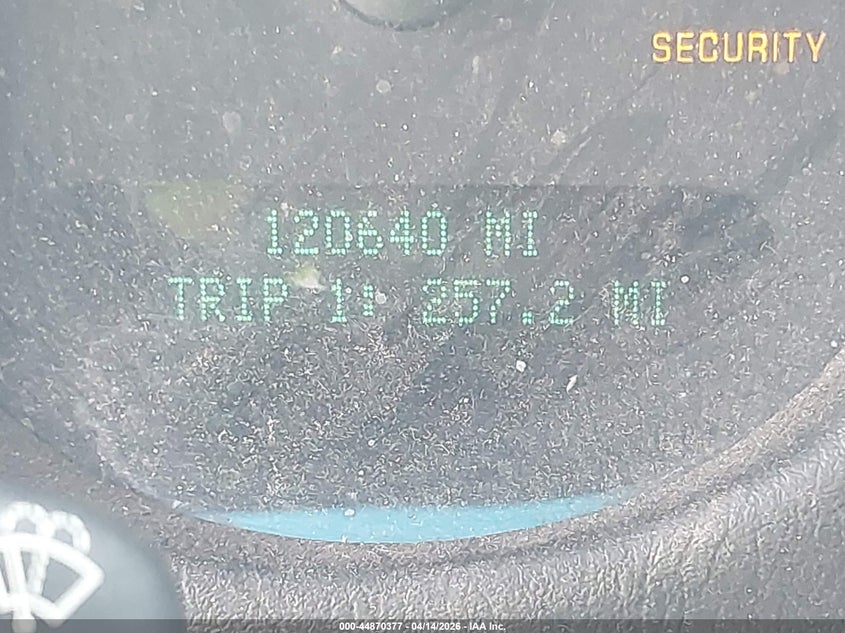 SECURITY
120640 MI
TRIP 1: 257.2 MI
000-44870377 - 04/14/2026 - IAA Inc.